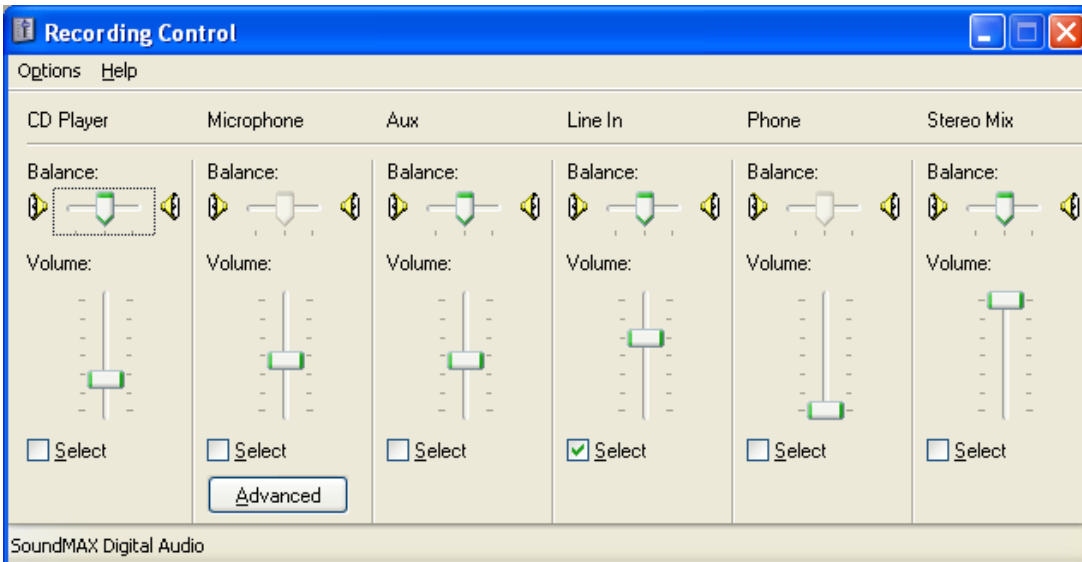 Recording Control
Options Help
CD Player Microphone Aux Line In Phone Stereo Mix
Balance: Balance: Balance: Balance: Balance: Balance:
Volume: Volume: Volume: Volume: Volume: Volume:
Select Select Select Select Select Select
Advanced
SoundMAX Digital Audio